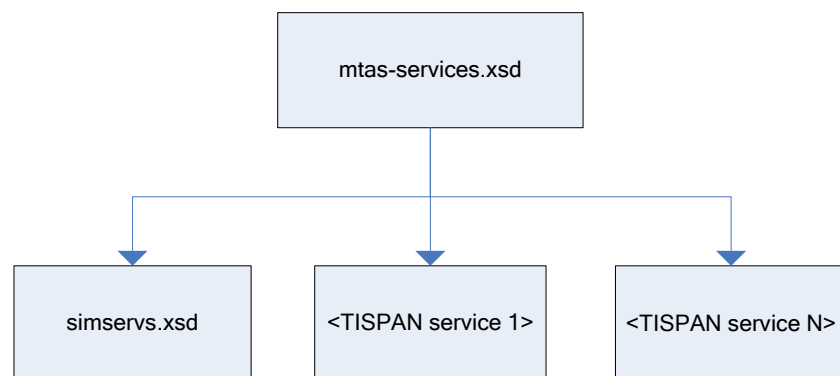 mtas-services.xsd
simservs.xsd
<TISPAN service 1>
<TISPAN service N>